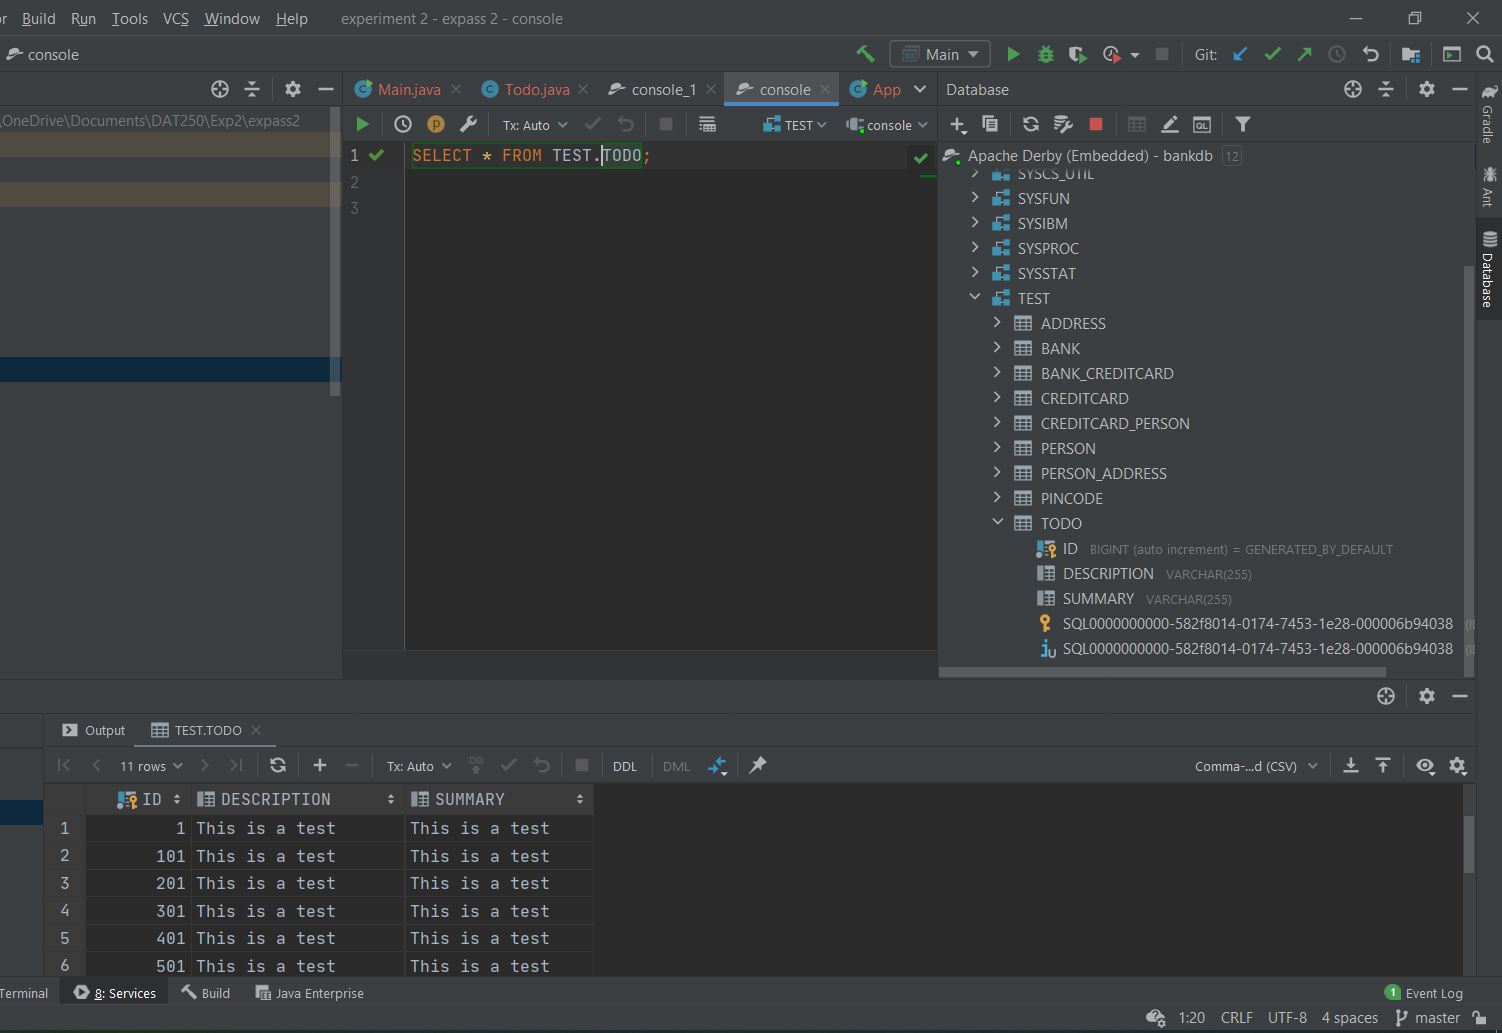 Build Run Tools VCS Window Help experiment 2 - expass 2 - console
console Main Git:
\OneDrive\Documents\DAT250\Exp2\expass2
Main.java Todo.java console_1 console App
Tx: Auto TEST console
1 SELECT * FROM TEST.TODO;
2
3
Database
Apache Derby (Embedded) - bankdb 12
SYSCS_UTIL
SYSFUN
SYSIBM
SYSPROC
SYSSTAT
TEST
ADDRESS
BANK
BANK_CREDITCARD
CREDITCARD
CREDITCARD_PERSON
PERSON
PERSON_ADDRESS
PINCODE
TODO
ID BIGINT (auto increment) = GENERATED_BY_DEFAULT
DESCRIPTION VARCHAR(255)
SUMMARY VARCHAR(255)
SQL0000000000-582f8014-0174-7453-1e28-000006b94038
SQL0000000000-582f8014-0174-7453-1e28-000006b94038
Gradle
Ant
Database
Output TEST.TODO
11 rows Tx: Auto DB DDL DML Comma-...d (CSV)
ID DESCRIPTION SUMMARY
1 1 This is a test This is a test
2 101 This is a test This is a test
3 201 This is a test This is a test
4 301 This is a test This is a test
5 401 This is a test This is a test
6 501 This is a test This is a test
Terminal 8: Services Build Java Enterprise 1 Event Log
1:20 CRLF UTF-8 4 spaces master